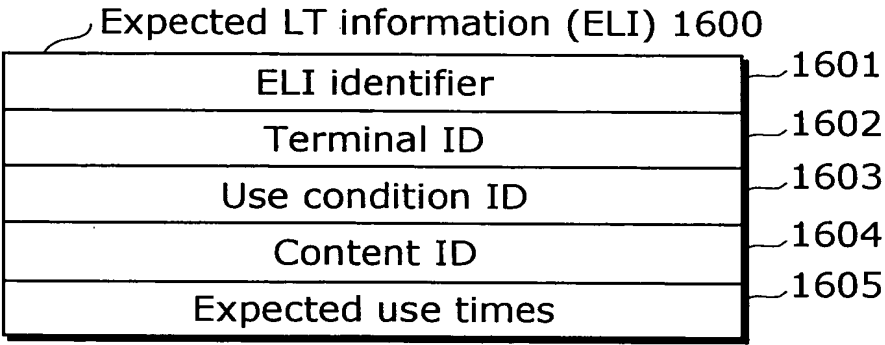 Expected LT information (ELI) 1600
ELI identifier 1601
Terminal ID 1602
Use condition ID 1603
Content ID 1604
Expected use times 1605